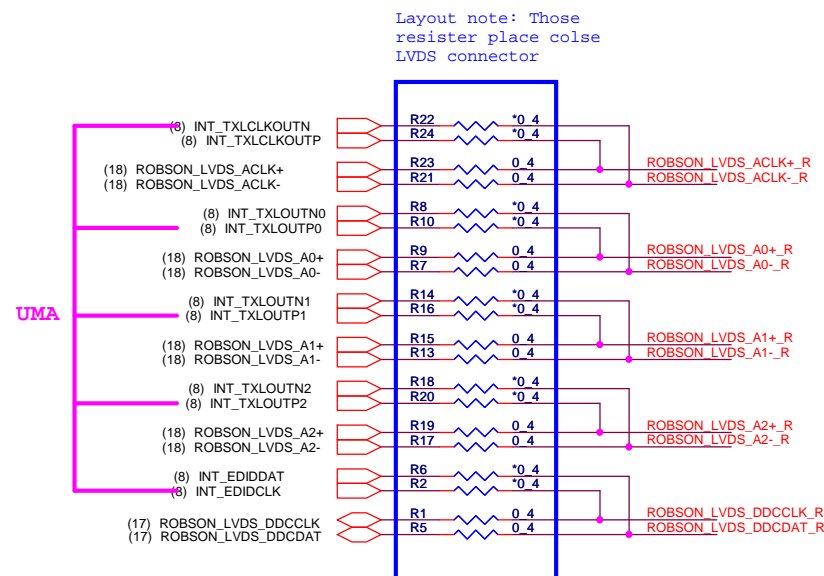 Layout note: Those
resister place colse
LVDS connector
(8) INT_TXLCLKOUTN R22 *0_4
(8) INT_TXLCLKOUTP R24 *0_4
(18) ROBSON_LVDS_ACLK+ R23 0_4 ROBSON_LVDS_ACLK+_R
(18) ROBSON_LVDS_ACLK- R21 0_4 ROBSON_LVDS_ACLK-_R
(8) INT_TXLOUTN0 R8 *0_4
(8) INT_TXLOUTP0 R10 *0_4
(18) ROBSON_LVDS_A0+ R9 0_4 ROBSON_LVDS_A0+_R
(18) ROBSON_LVDS_A0- R7 0_4 ROBSON_LVDS_A0-_R
(8) INT_TXLOUTN1 R14 *0_4
UMA (8) INT_TXLOUTP1 R16 *0_4
(18) ROBSON_LVDS_A1+ R15 0_4 ROBSON_LVDS_A1+_R
(18) ROBSON_LVDS_A1- R13 0_4 ROBSON_LVDS_A1-_R
(8) INT_TXLOUTN2 R18 *0_4
(8) INT_TXLOUTP2 R20 *0_4
(18) ROBSON_LVDS_A2+ R19 0_4 ROBSON_LVDS_A2+_R
(18) ROBSON_LVDS_A2- R17 0_4 ROBSON_LVDS_A2-_R
(8) INT_EDIDDAT R6 *0_4
(8) INT_EDIDCLK R2 *0_4
(17) ROBSON_LVDS_DDCCLK R1 0_4 ROBSON_LVDS_DDCCLK_R
(17) ROBSON_LVDS_DDCDAT R5 0_4 ROBSON_LVDS_DDCDAT_R